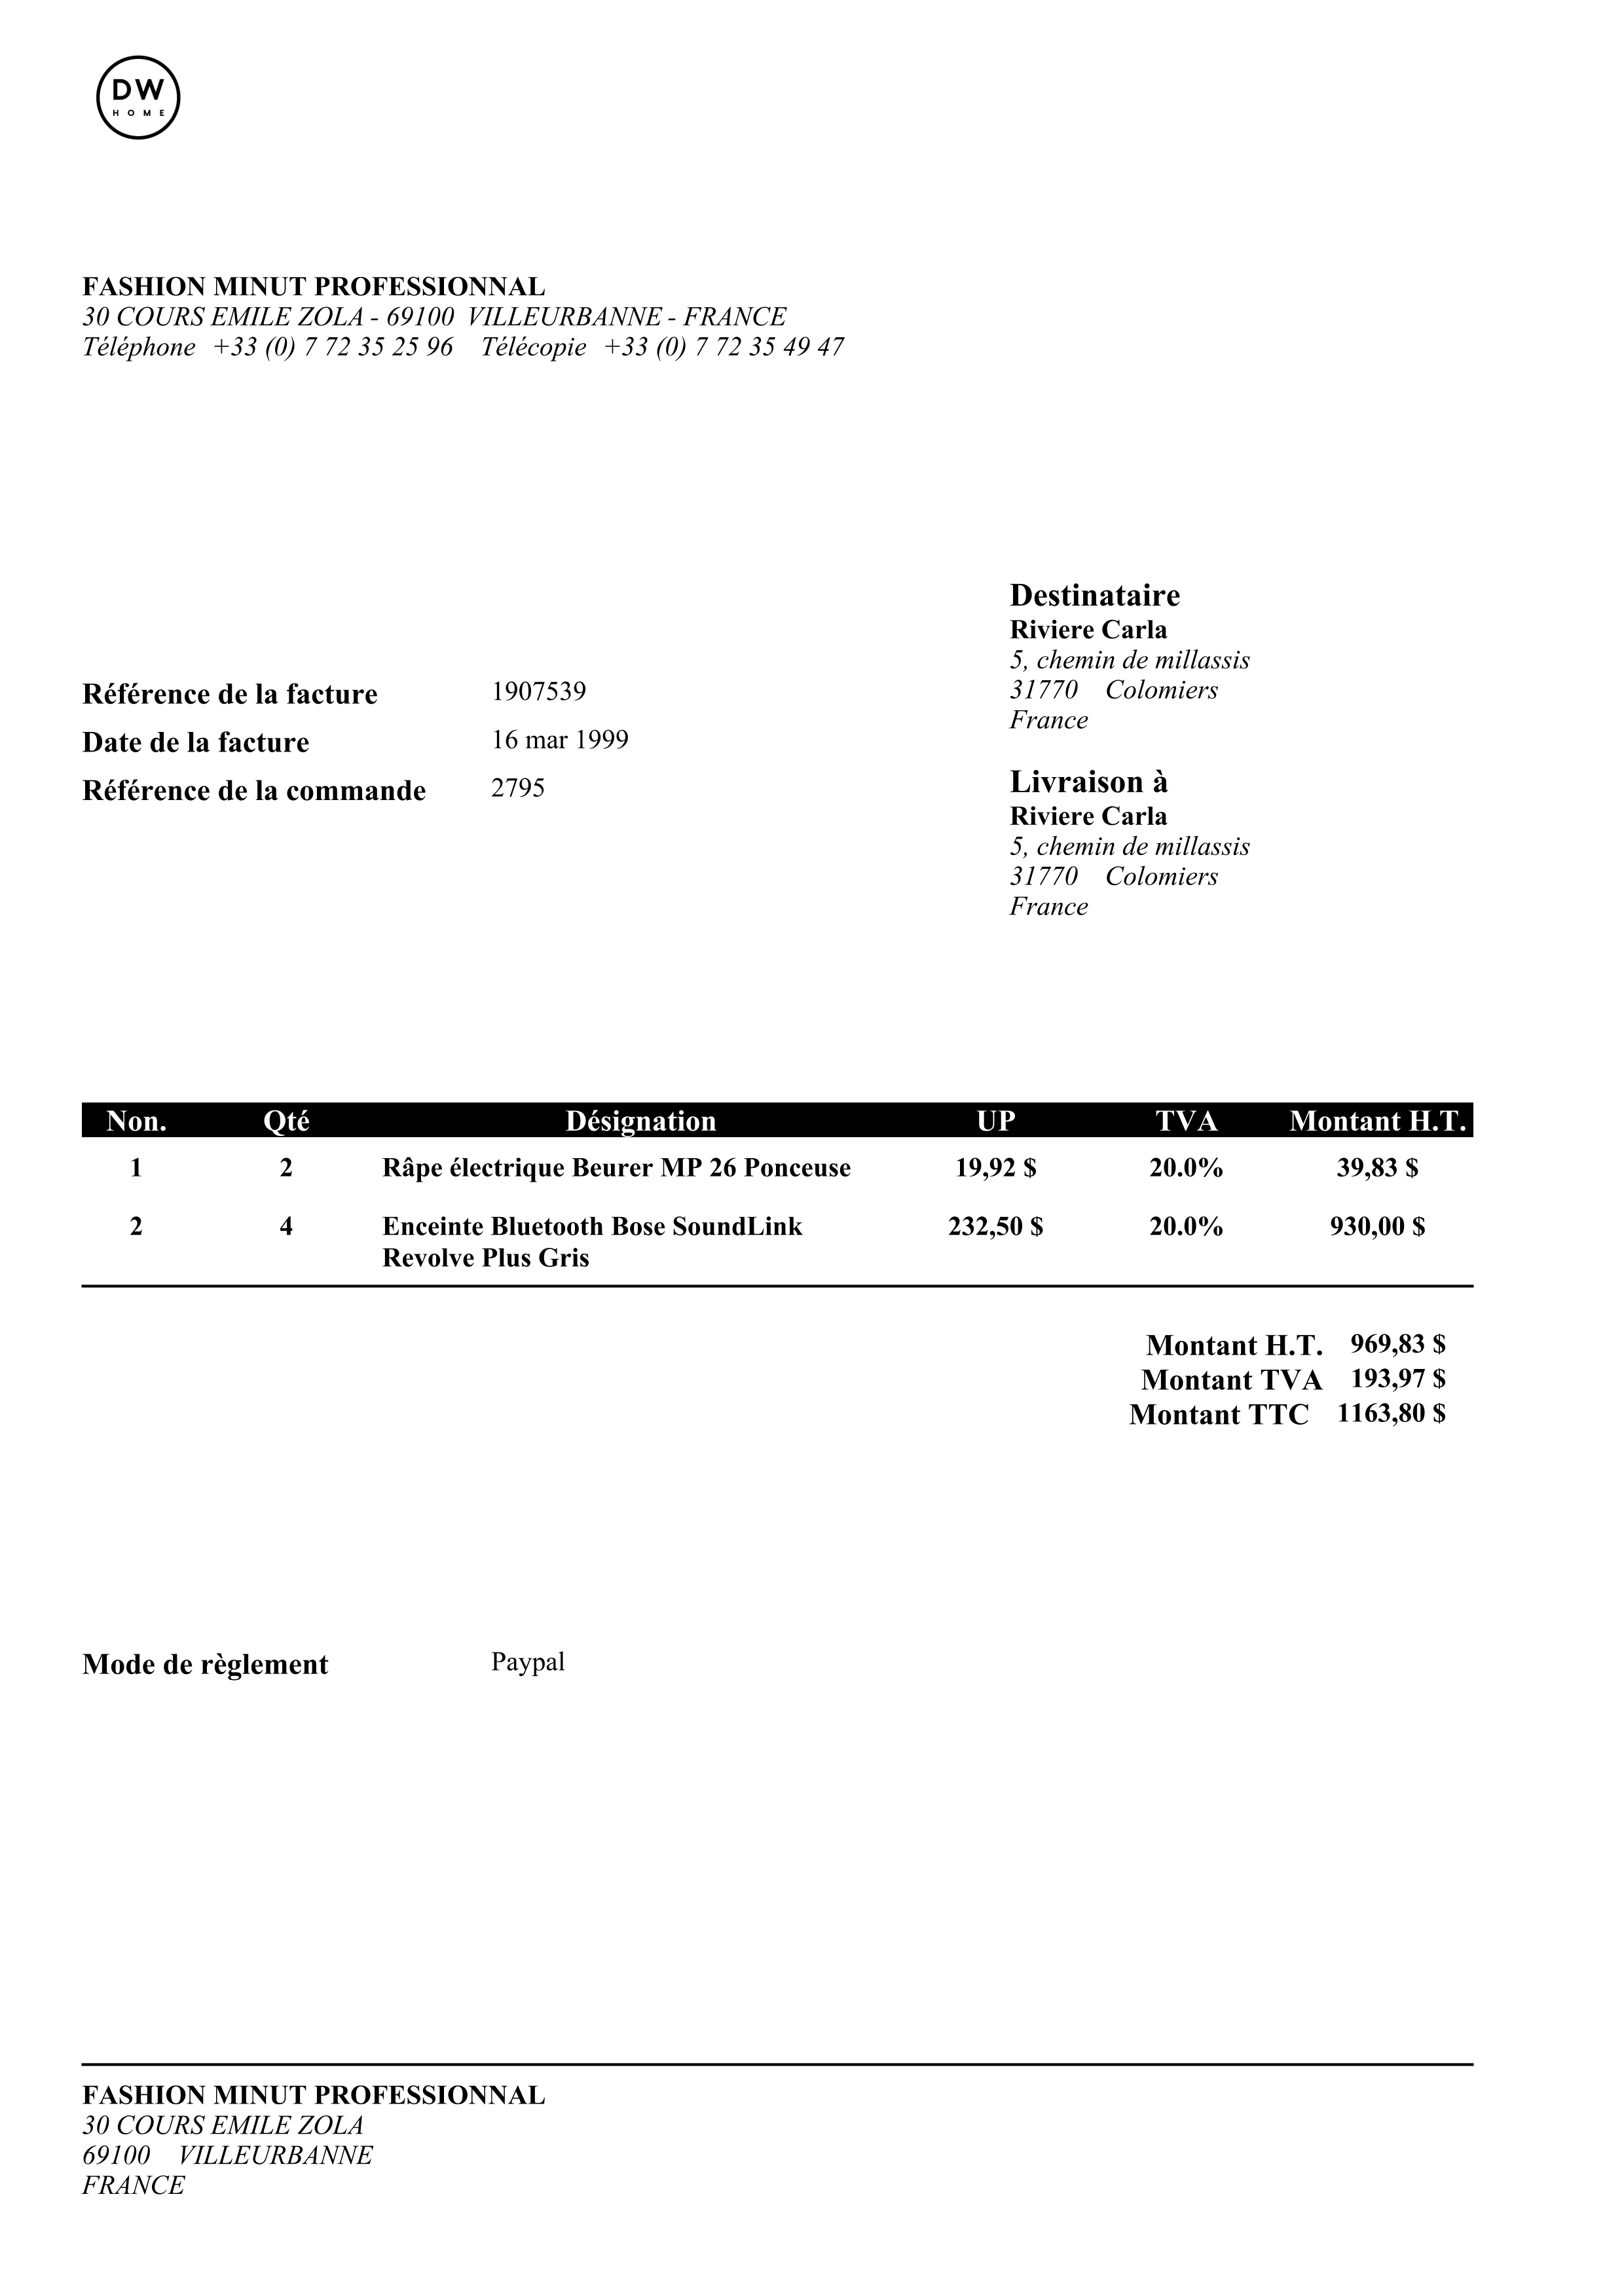 DW
HOME
FASHION MINUT PROFESSIONNAL
30 COURS EMILE ZOLA - 69100 VILLEURBANNE - FRANCE
Téléphone +33 (0) 7 72 35 25 96 Télécopie +33 (0) 7 72 35 49 47
Destinataire
Riviere Carla
5, chemin de millassis
31770 Colomiers
France
Référence de la facture 1907539
Date de la facture 16 mar 1999
Référence de la commande 2795
Livraison à
Riviere Carla
5, chemin de millassis
31770 Colomiers
France
Non. Qté Désignation UP TVA Montant H.T.
1 2 Râpe électrique Beurer MP 26 Ponceuse 19,92 $ 20.0% 39,83 $
2 4 Enceinte Bluetooth Bose SoundLink 232,50 $ 20.0% 930,00 $
Revolve Plus Gris
Montant H.T. 969,83 $
Montant TVA 193,97 $
Montant TTC 1163,80 $
Mode de règlement Paypal
FASHION MINUT PROFESSIONNAL
30 COURS EMILE ZOLA
69100 VILLEURBANNE
FRANCE